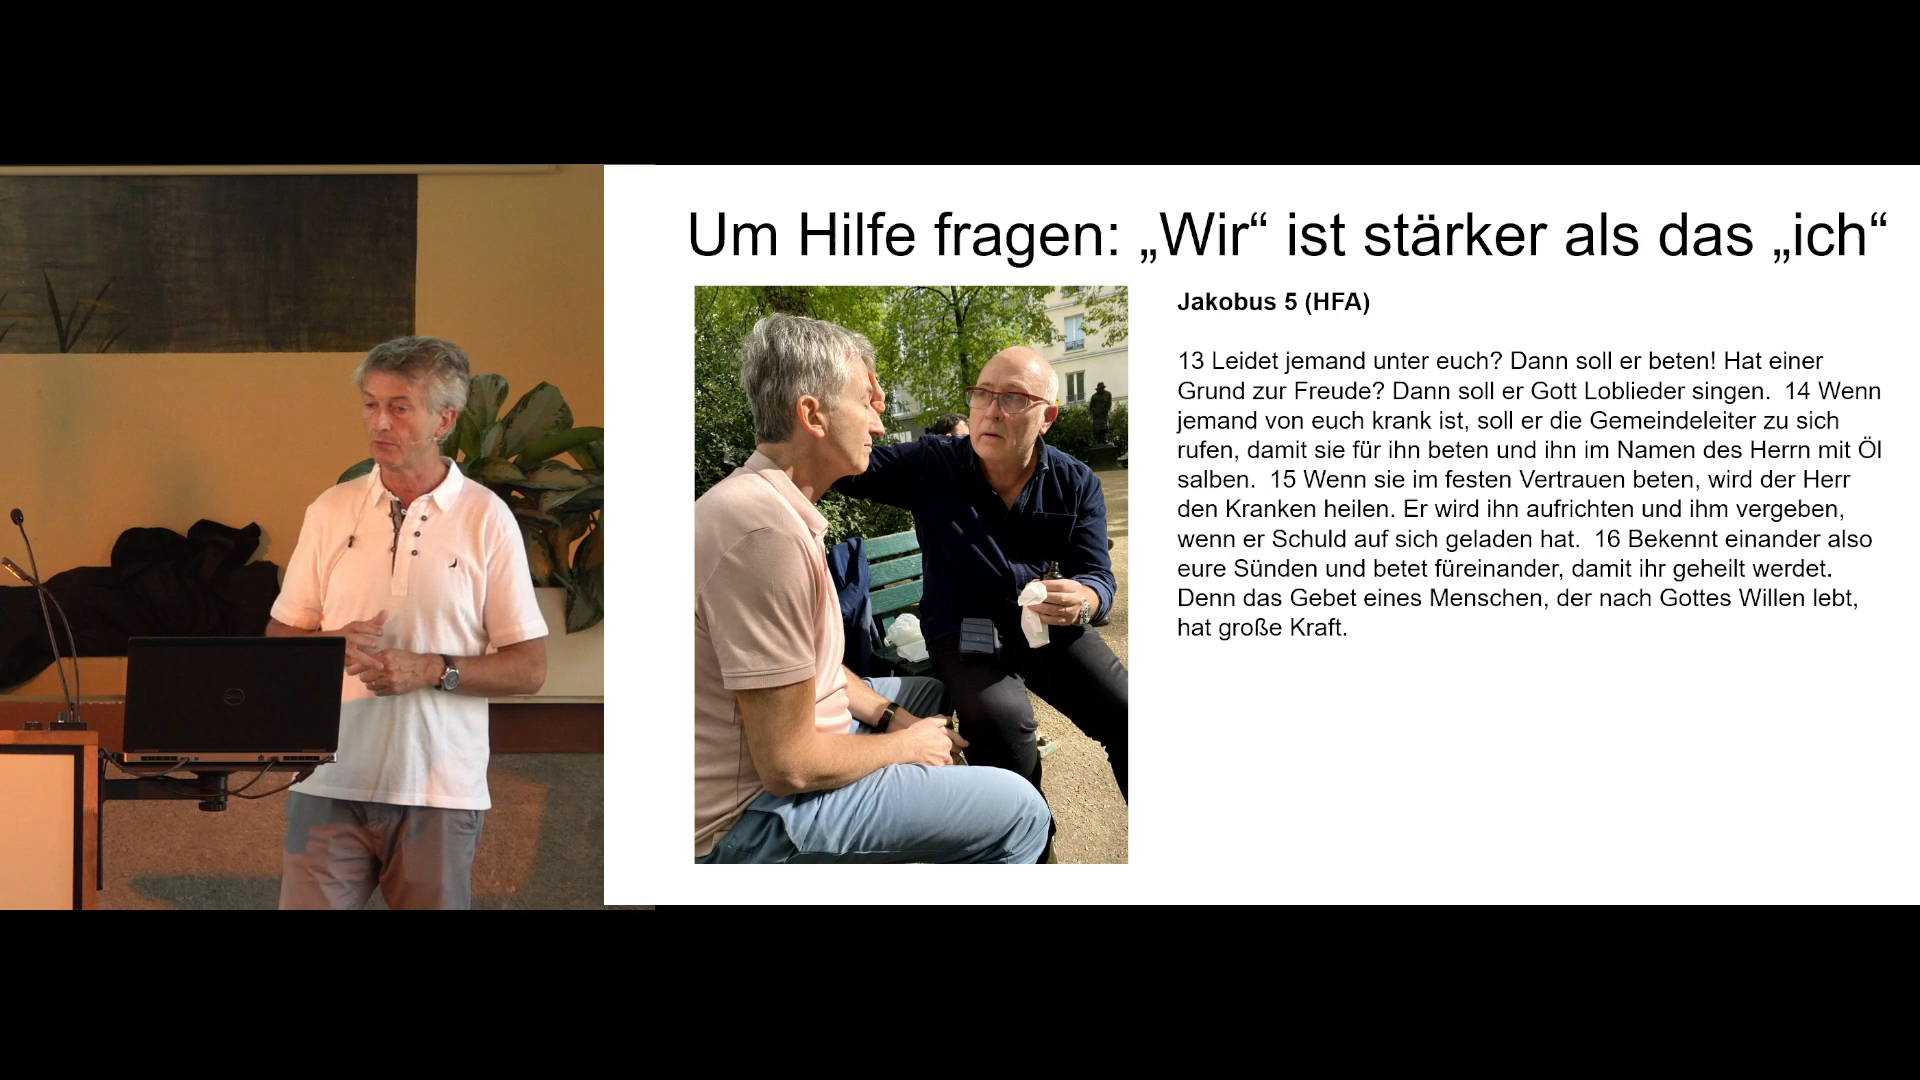 Um Hilfe fragen: „Wir“ ist stärker als das „ich“
Jakobus 5 (HFA)
13 Leidet jemand unter euch? Dann soll er beten! Hat einer
Grund zur Freude? Dann soll er Gott Loblieder singen.  14 Wenn
jemand von euch krank ist, soll er die Gemeindeleiter zu sich
rufen, damit sie für ihn beten und ihn im Namen des Herrn mit Öl
salben.  15 Wenn sie im festen Vertrauen beten, wird der Herr
den Kranken heilen. Er wird ihn aufrichten und ihm vergeben,
wenn er Schuld auf sich geladen hat.  16 Bekennt einander also
eure Sünden und betet füreinander, damit ihr geheilt werdet.
Denn das Gebet eines Menschen, der nach Gottes Willen lebt,
hat große Kraft.